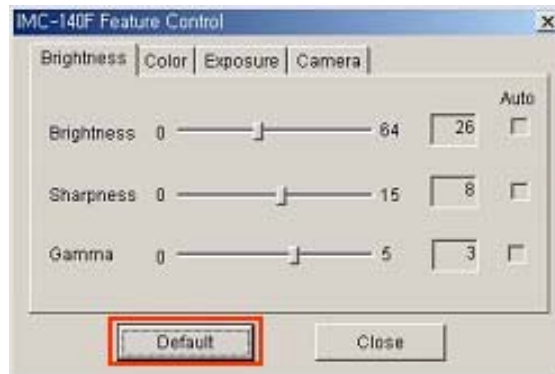 IMC-140F Feature Control
Brightness Color Exposure Camera
Auto
Brightness 0 64 26
Sharpness 0 15 8
Gamma 0 5 3
Default Close